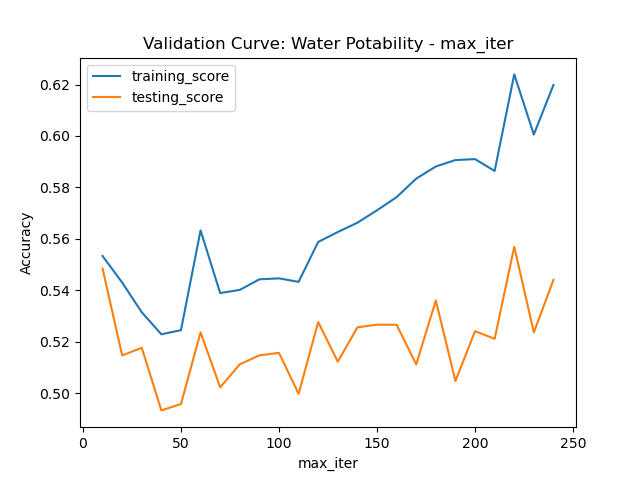 Validation Curve: Water Potability - max_iter
training_score
testing_score
0.62
0.60
0.58
0.56
0.54
0.52
0.50
Accuracy
0
50
100
150
200
250
max_iter